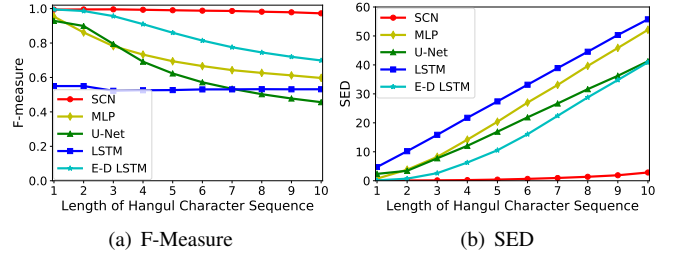 F-measure
1.0
0.8
0.6
0.4
0.2
0.0
SCN
MLP
U-Net
LSTM
E-D LSTM
1 2 3 4 5 6 7 8 9 10
Length of Hangul Character Sequence
(a) F-Measure
SED
60
50
40
30
20
10
0
SCN
MLP
U-Net
LSTM
E-D LSTM
1 2 3 4 5 6 7 8 9 10
Length of Hangul Character Sequence
(b) SED